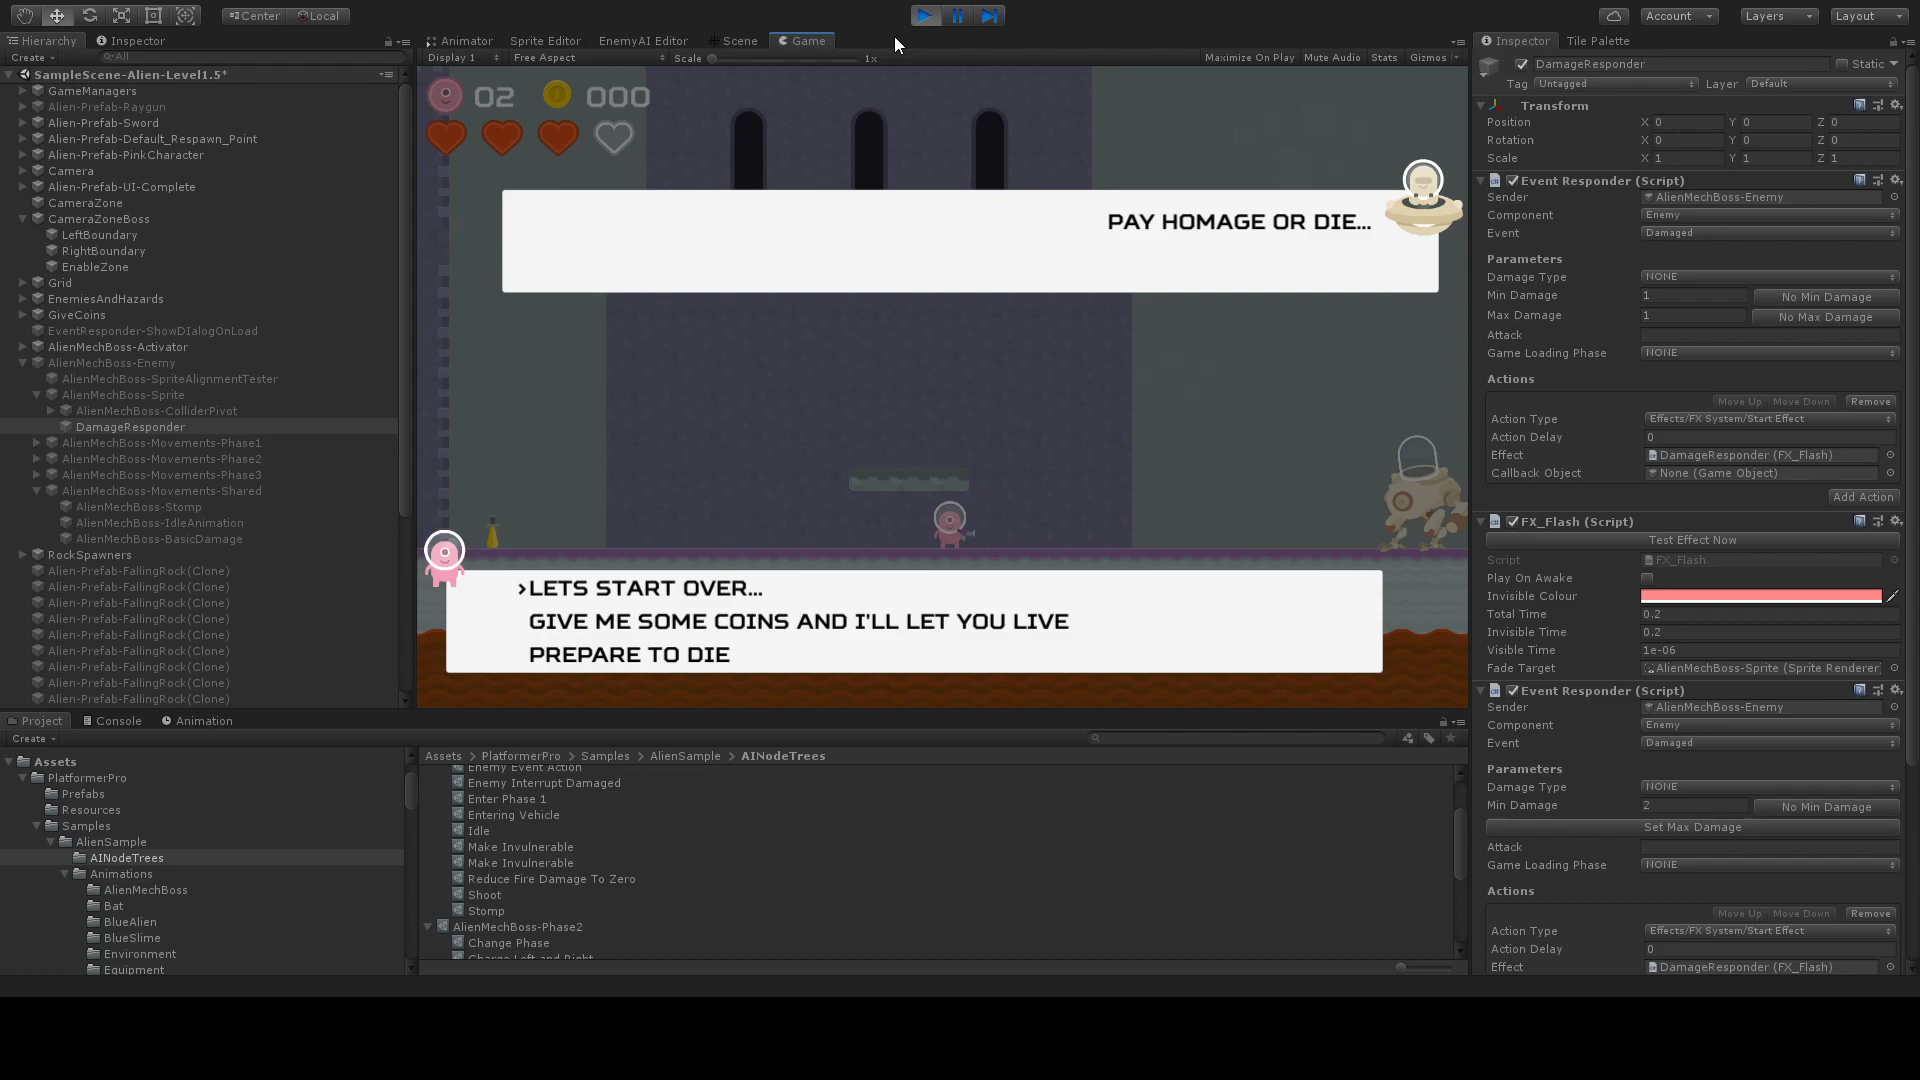 Center
Local
Account
Layers
Layout
Hierarchy
Inspector
Create
All
SampleScene-Alien-Level1.5*
GameManagers
Alien-Prefab-Raygun
Alien-Prefab-Sword
Alien-Prefab-Default_Respawn_Point
Alien-Prefab-PinkCharacter
Camera
Alien-Prefab-UI-Complete
CameraZone
CameraZoneBoss
LeftBoundary
RightBoundary
EnableZone
Grid
EnemiesAndHazards
GiveCoins
EventResponder-ShowDIalogOnLoad
AlienMechBoss-Activator
AlienMechBoss-Enemy
AlienMechBoss-SpriteAlignmentTester
AlienMechBoss-Sprite
AlienMechBoss-ColliderPivot
DamageResponder
AlienMechBoss-Movements-Phase1
AlienMechBoss-Movements-Phase2
AlienMechBoss-Movements-Phase3
AlienMechBoss-Movements-Shared
AlienMechBoss-Stomp
AlienMechBoss-IdleAnimation
AlienMechBoss-BasicDamage
RockSpawners
Alien-Prefab-FallingRock(Clone)
Alien-Prefab-FallingRock(Clone)
Alien-Prefab-FallingRock(Clone)
Alien-Prefab-FallingRock(Clone)
Alien-Prefab-FallingRock(Clone)
Alien-Prefab-FallingRock(Clone)
Alien-Prefab-FallingRock(Clone)
Alien-Prefab-FallingRock(Clone)
Alien-Prefab-FallingRock(Clone)
Animator
Sprite Editor
EnemyAI Editor
Scene
Game
Display 1
Free Aspect
Scale
1x
Maximize On Play
Mute Audio
Stats
Gizmos
02
000
PAY HOMAGE OR DIE...
›LETS START OVER...
GIVE ME SOME COINS AND I'LL LET YOU LIVE
PREPARE TO DIE
Project
Console
Animation
Create
Assets
PlatformerPro
Prefabs
Resources
Samples
AlienSample
AINodeTrees
Animations
AlienMechBoss
Bat
BlueAlien
BlueSlime
Environment
Equipment
Assets > PlatformerPro > Samples > AlienSample > AINodeTrees
Enemy Event Action
Enemy Interrupt Damaged
Enter Phase 1
Entering Vehicle
Idle
Make Invulnerable
Make Invulnerable
Reduce Fire Damage To Zero
Shoot
Stomp
AlienMechBoss-Phase2
Change Phase
Charge Left and Right
Inspector
Tile Palette
DamageResponder
Static
Tag Untagged
Layer Default
Transform
Position X 0 Y 0 Z 0
Rotation X 0 Y 0 Z 0
Scale X 1 Y 1 Z 1
Event Responder (Script)
Sender AlienMechBoss-Enemy
Component Enemy
Event Damaged
Parameters
Damage Type NONE
Min Damage 1 No Min Damage
Max Damage 1 No Max Damage
Attack
Game Loading Phase NONE
Actions
Move Up Move Down Remove
Action Type Effects/FX System/Start Effect
Action Delay 0
Effect DamageResponder (FX_Flash)
Callback Object None (Game Object)
Add Action
FX_Flash (Script)
Test Effect Now
Script FX_Flash
Play On Awake
Invisible Colour
Total Time 0.2
Invisible Time 0.2
Visible Time 1e-06
Fade Target AlienMechBoss-Sprite (Sprite Renderer
Event Responder (Script)
Sender AlienMechBoss-Enemy
Component Enemy
Event Damaged
Parameters
Damage Type NONE
Min Damage 2 No Min Damage
Set Max Damage
Attack
Game Loading Phase NONE
Actions
Move Up Move Down Remove
Action Type Effects/FX System/Start Effect
Action Delay 0
Effect DamageResponder (FX_Flash)